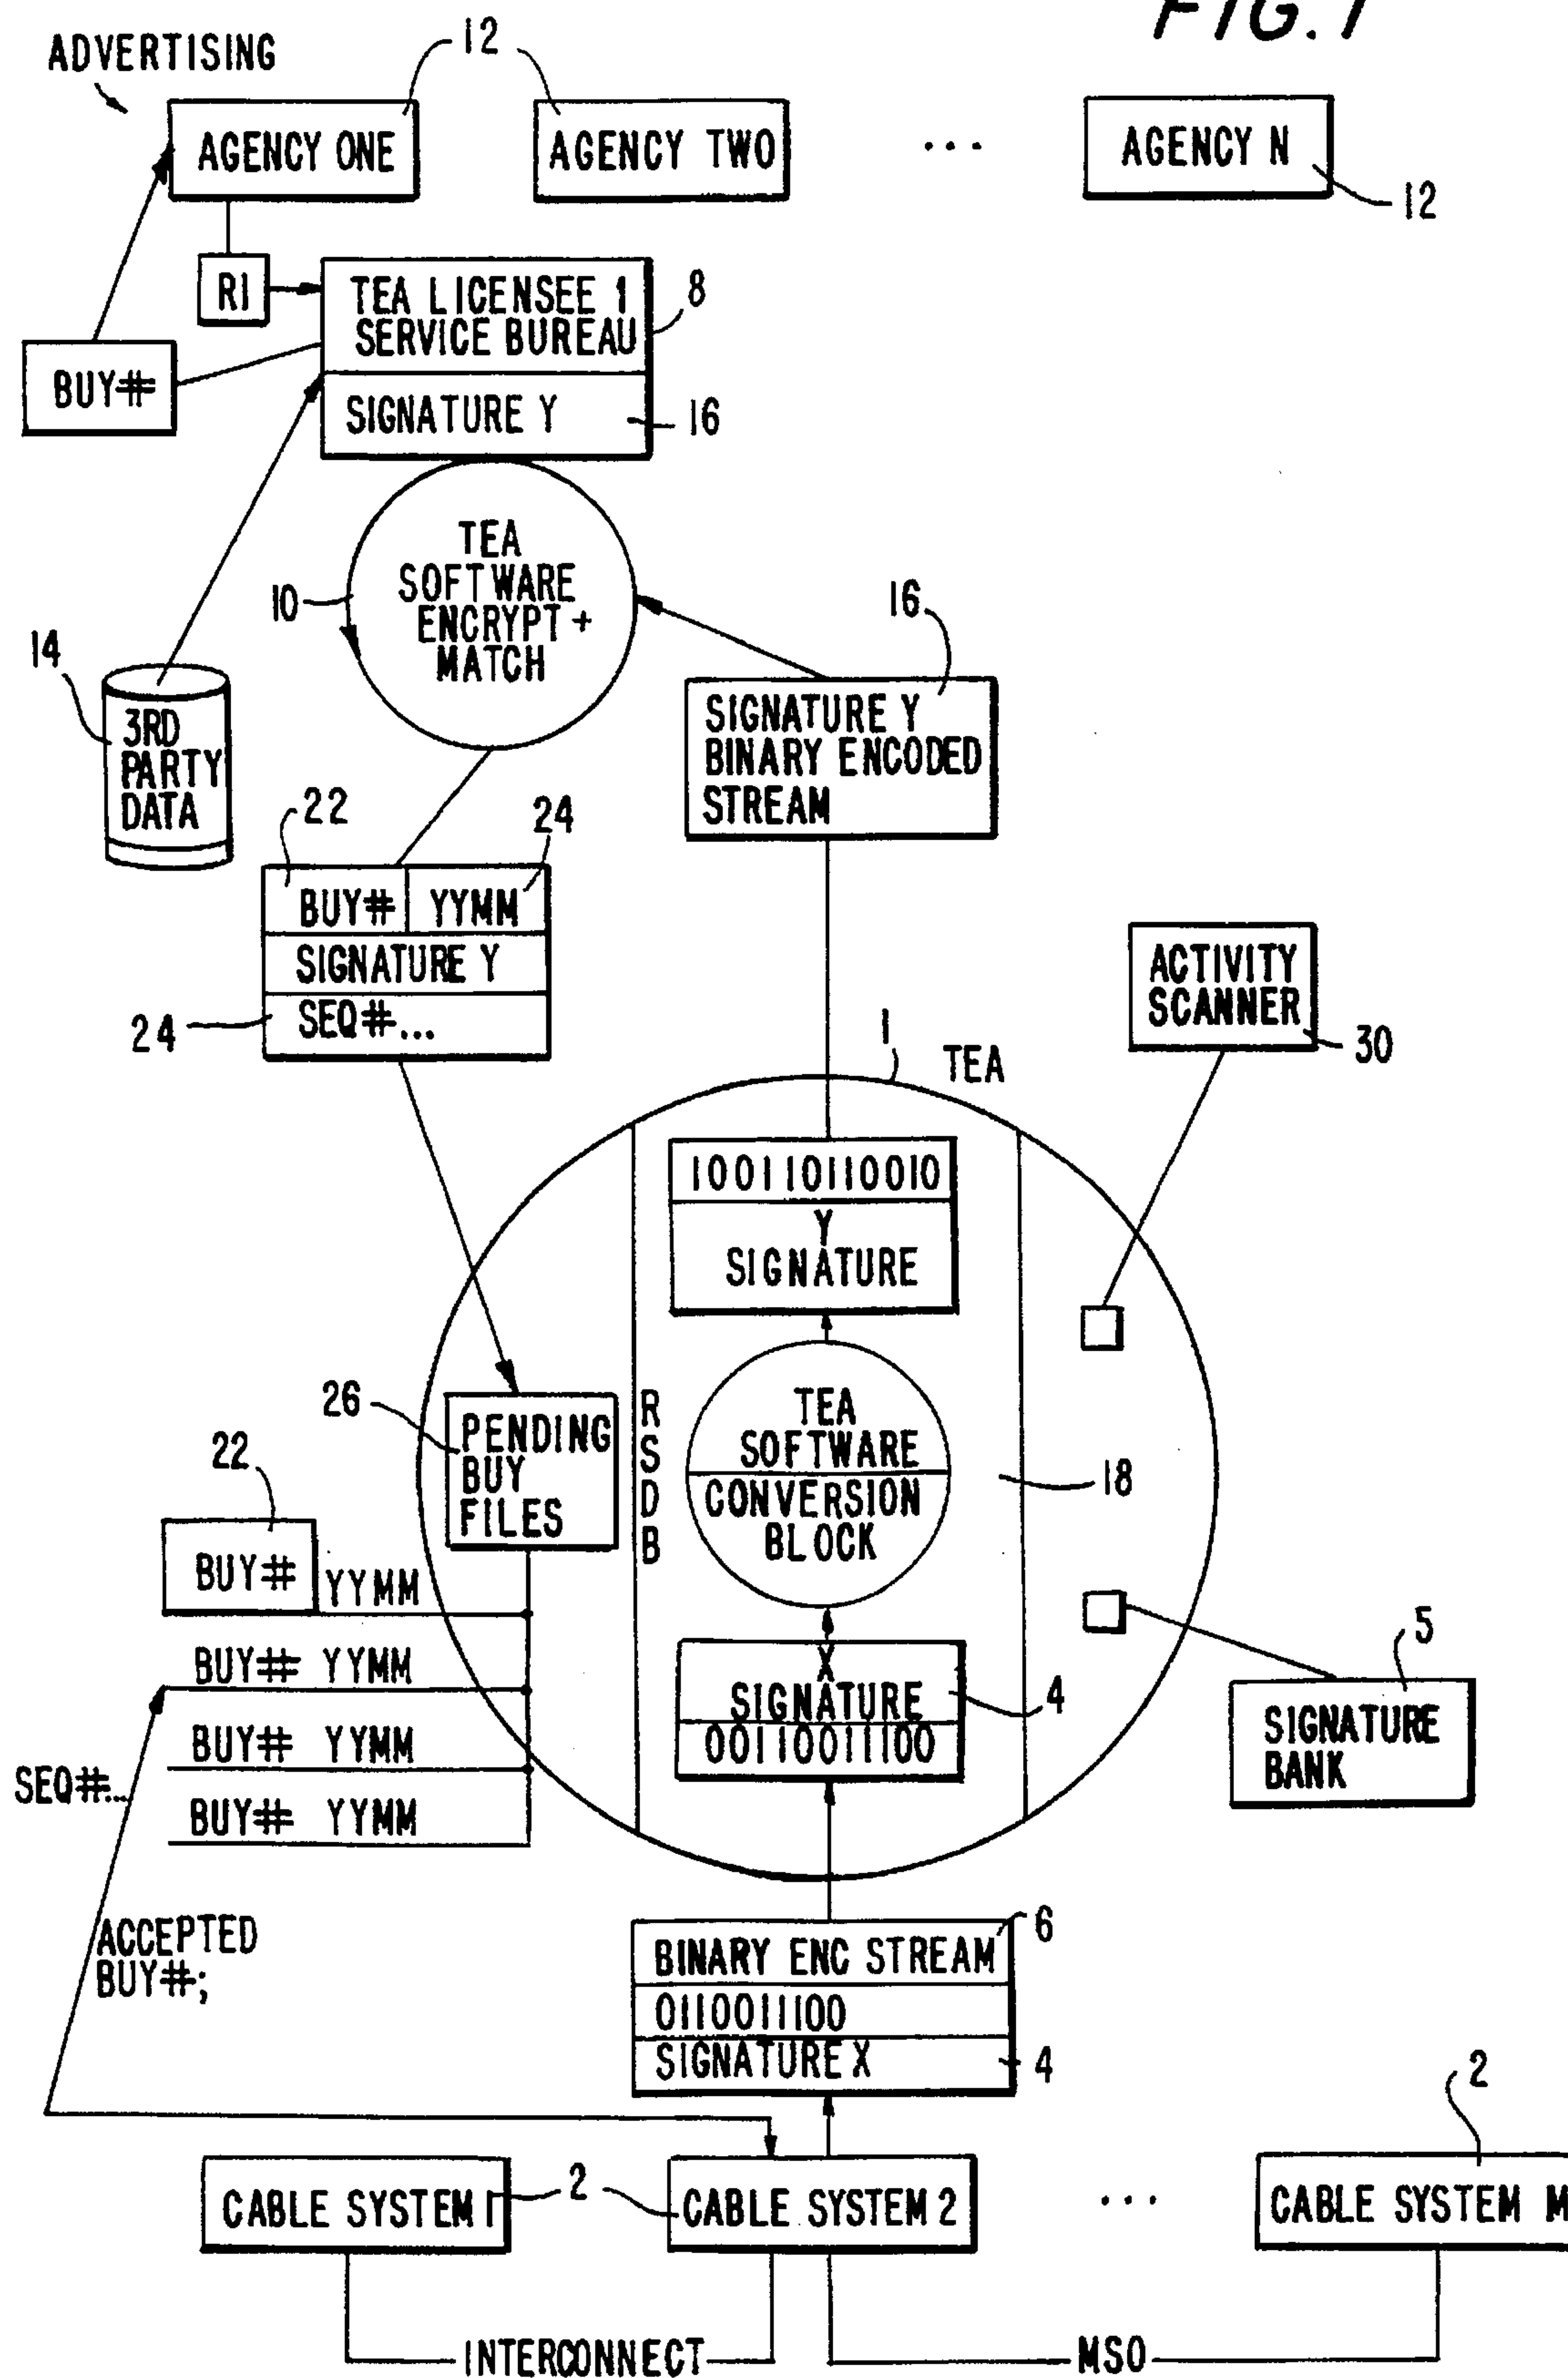 FIG. 1
ADVERTISING
12
AGENCY ONE
AGENCY TWO
...
AGENCY N
12
RI
TEA LICENSEE 1
SERVICE BUREAU
8
BUY#
SIGNATURE Y
16
TEA
SOFTWARE
ENCRYPT +
MATCH
10
16
14
3RD
PARTY
DATA
SIGNATURE Y
BINARY ENCODED
STREAM
22
24
BUY# YYMM
SIGNATURE Y
SEQ#...
24
ACTIVITY
SCANNER
30
1
TEA
100110110010
Y
SIGNATURE
26
PENDING
BUY
FILES
RSDB
TEA
SOFTWARE
CONVERSION
BLOCK
18
22
BUY# YYMM
BUY# YYMM
BUY# YYMM
BUY# YYMM
SEQ#...
X
SIGNATURE
00110011100
4
5
SIGNATURE
BANK
ACCEPTED
BUY#;
6
BINARY ENC STREAM
0110011100
SIGNATURE X
4
2
2
CABLE SYSTEM 1
CABLE SYSTEM 2
...
CABLE SYSTEM M
INTERCONNECT
MSO